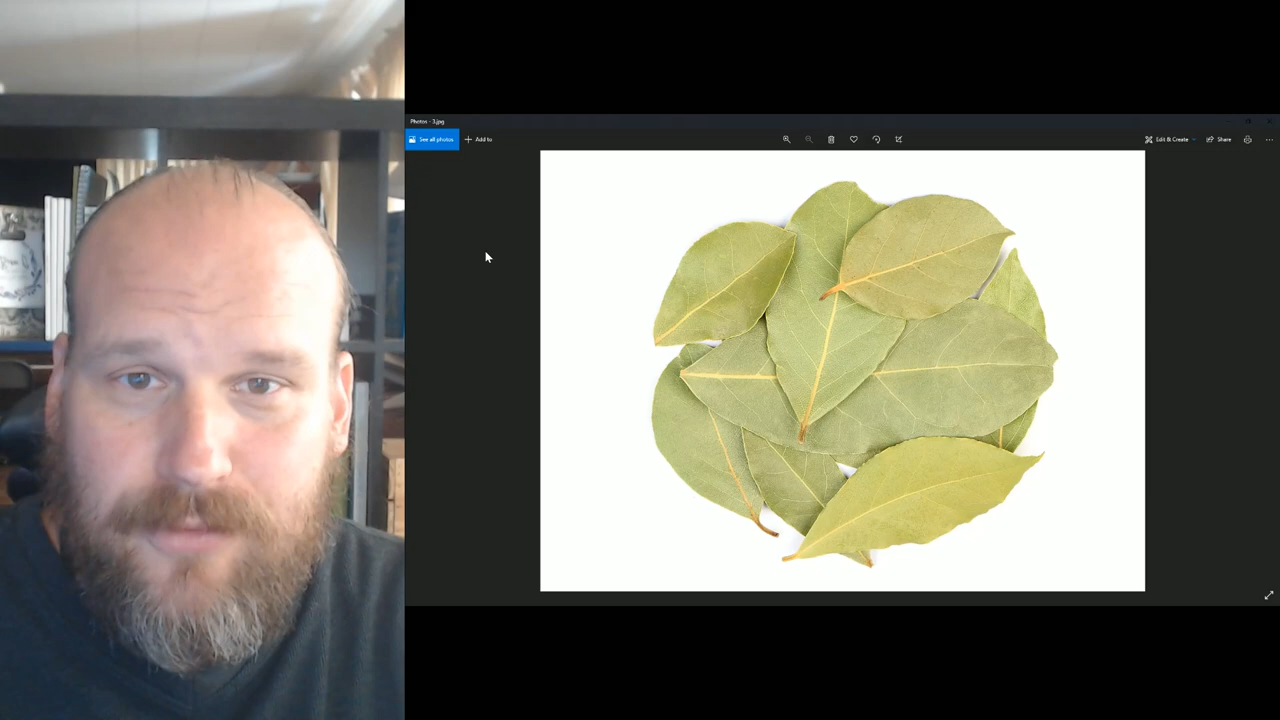 Photos - 3.jpg
See all photos
Add to
Edit & Create
Share